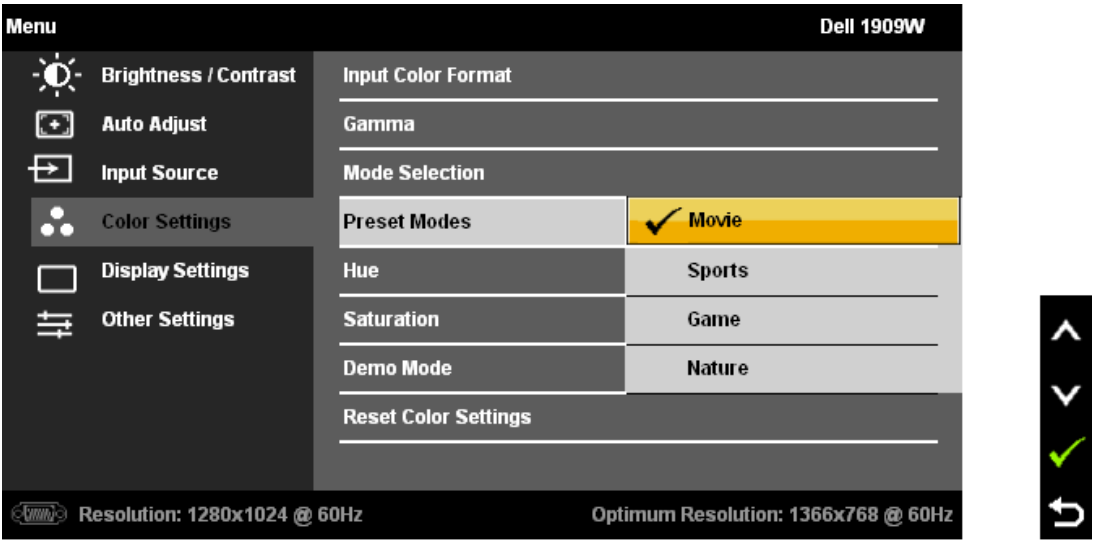 Menu Dell 1909W
Brightness / Contrast Input Color Format
Auto Adjust Gamma
Input Source Mode Selection
Color Settings Preset Modes Movie
Display Settings Hue Sports
Other Settings Saturation Game
Demo Mode Nature
Reset Color Settings
Resolution: 1280x1024 @ 60Hz Optimum Resolution: 1366x768 @ 60Hz